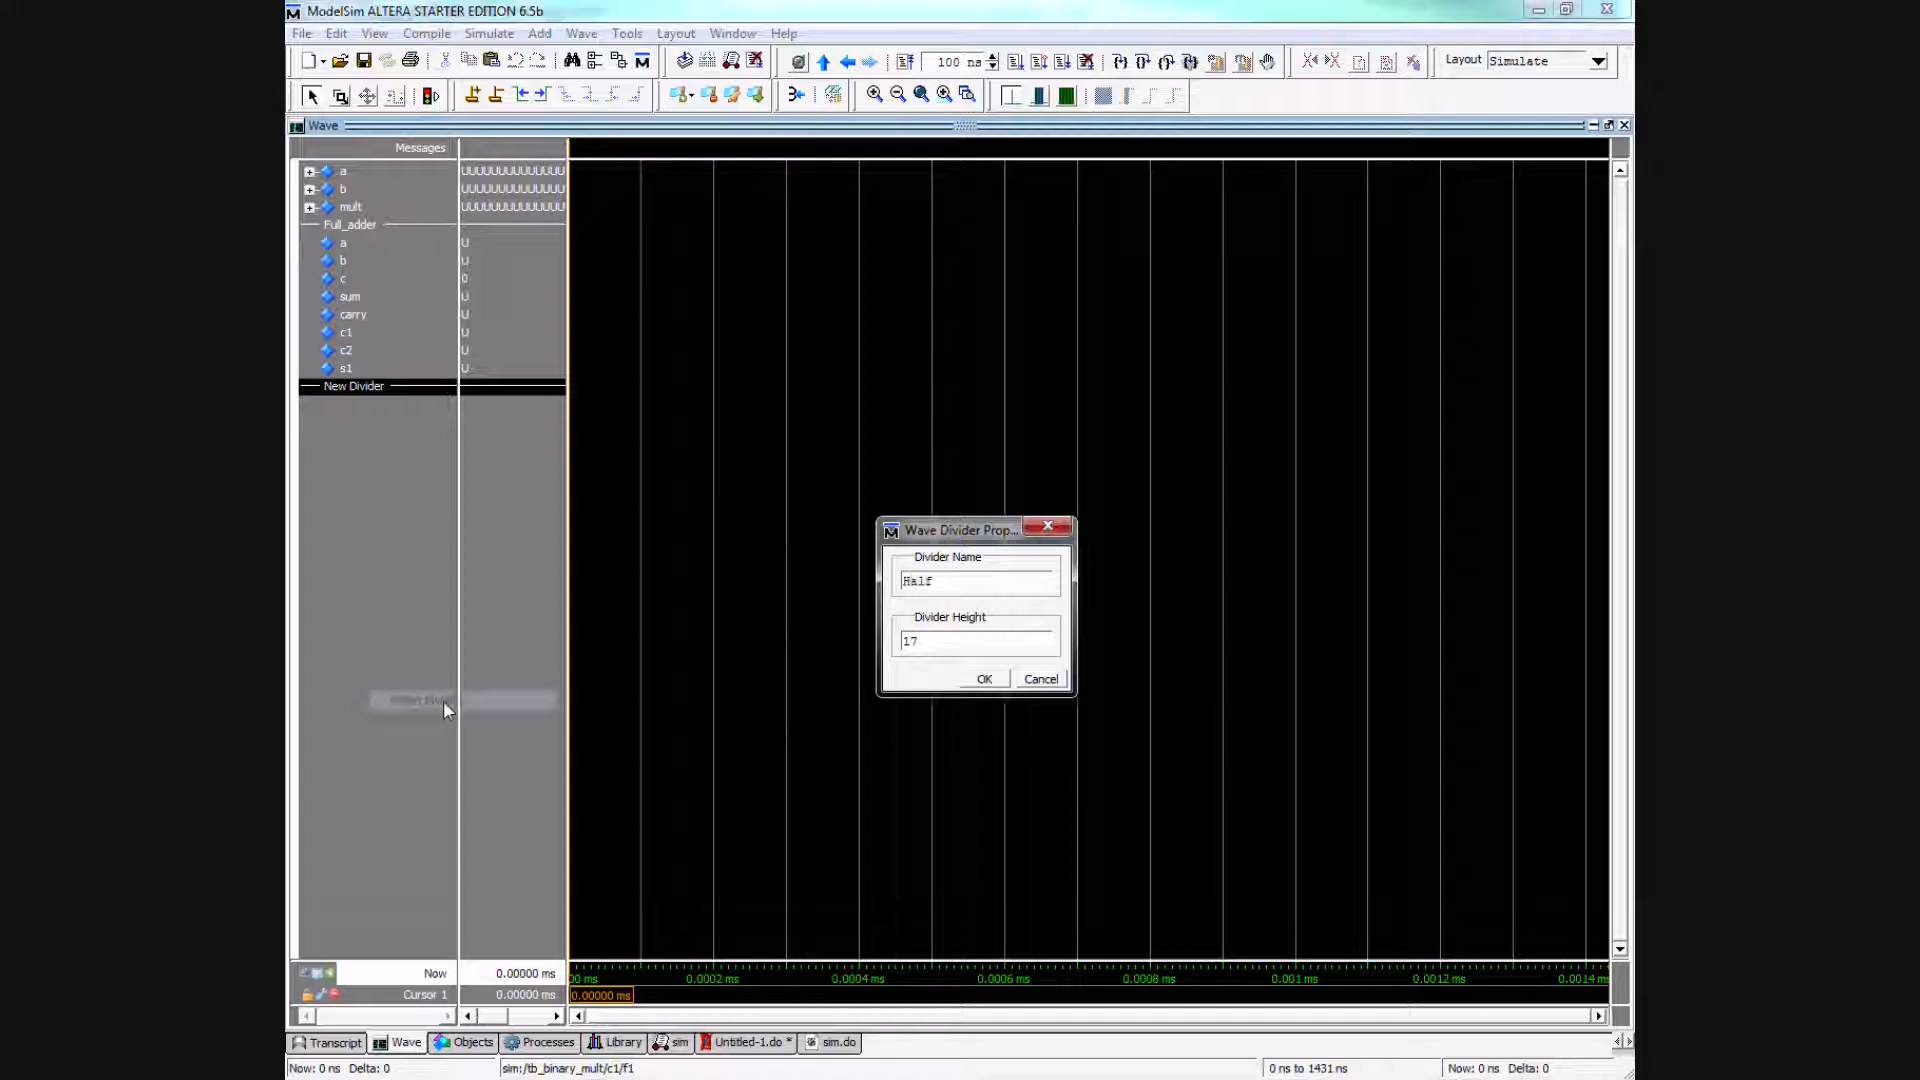 ModelSim ALTERA STARTER EDITION 6.5b
File Edit View Compile Simulate Add Wave Tools Layout Window Help
100 ns
Layout Simulate
Wave
Messages
a UUUUUUUUUUUUUU
b UUUUUUUUUUUUUU
mult UUUUUUUUUUUUUU
Full_adder
a U
b U
c 0
sum U
carry U
c1 U
c2 U
s1 U
New Divider
Wave Divider Prop...
Divider Name
Half
Divider Height
17
OK Cancel
Now 0.00000 ms
ms 0.0002 ms 0.0004 ms 0.0006 ms 0.0008 ms 0.001 ms 0.0012 ms 0.0014 ms
Cursor 1 0.00000 ms 0.00000 ms
Transcript Wave Objects Processes Library sim Untitled-1.do * sim.do
Now: 0 ns Delta: 0 sim:/tb_binary_mult/c1/f1 0 ns to 1431 ns Now: 0 ns Delta: 0